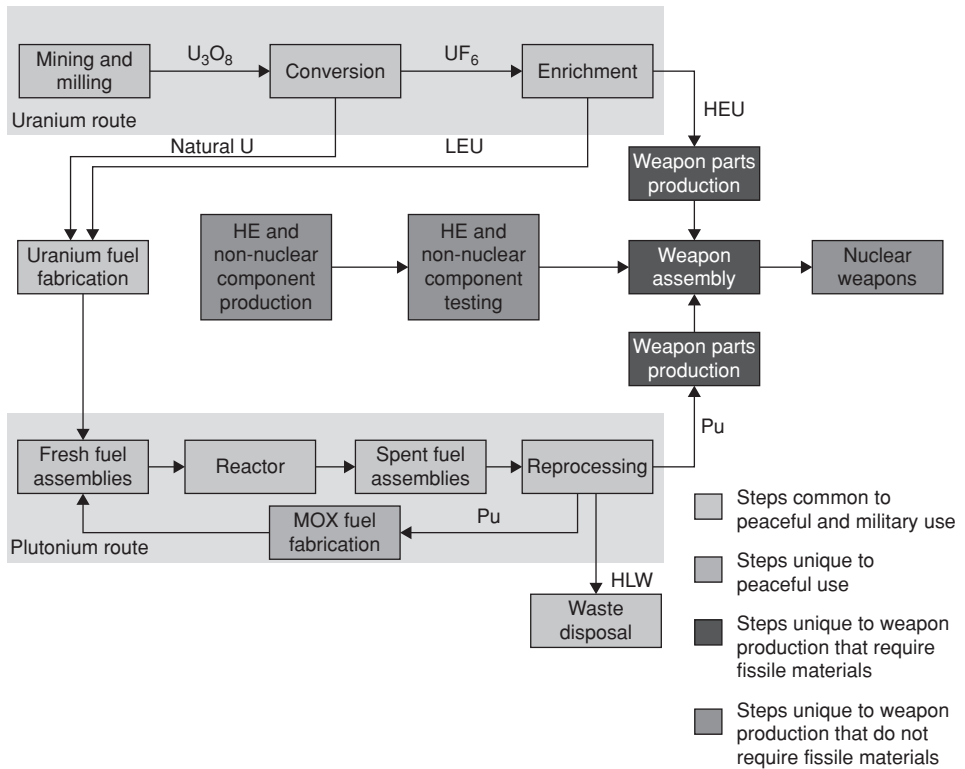 Mining and
milling
U₃O₈
Conversion
UF₆
Enrichment
HEU
Uranium route
Natural U
LEU
Weapon parts
production
Uranium fuel
fabrication
HE and
non-nuclear
component
production
HE and
non-nuclear
component
testing
Weapon
assembly
Nuclear
weapons
Weapon parts
production
Pu
Fresh fuel
assemblies
Reactor
Spent fuel
assemblies
Reprocessing
MOX fuel
fabrication
Pu
Plutonium route
HLW
Waste
disposal
Steps common to
peaceful and military use
Steps unique to
peaceful use
Steps unique to weapon
production that require
fissile materials
Steps unique to weapon
production that do not
require fissile materials